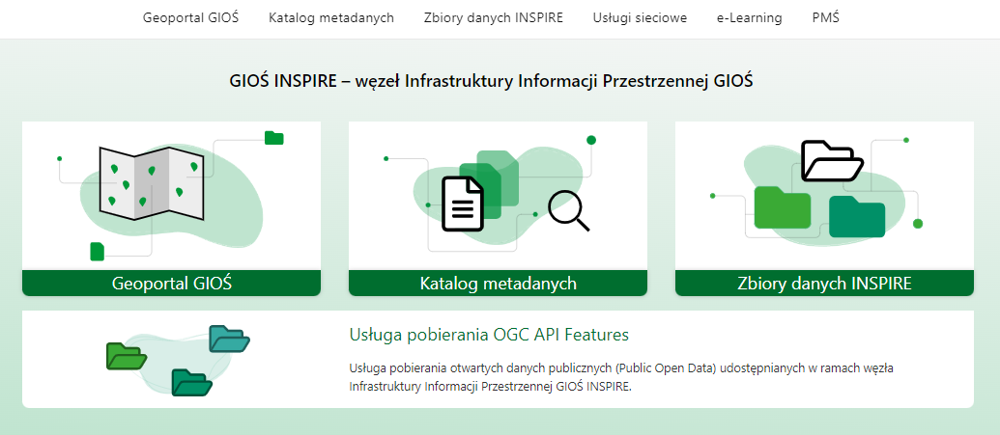 Geoportal GIOŚ Katalog metadanych Zbiory danych INSPIRE Usługi sieciowe e-Learning PMŚ
GIOŚ INSPIRE – węzeł Infrastruktury Informacji Przestrzennej GIOŚ
Geoportal GIOŚ
Katalog metadanych
Zbiory danych INSPIRE
Usługa pobierania OGC API Features
Usługa pobierania otwartych danych publicznych (Public Open Data) udostępnianych w ramach węzła
Infrastruktury Informacji Przestrzennej GIOŚ INSPIRE.